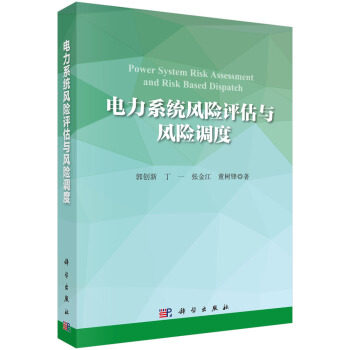 电力系统风险评估与风险调度
科学出版社
Power System Risk Assessment
and Risk Based Dispatch
电力系统风险评估与
风险调度
郭创新 丁一 张金江 董树锋◎著
科学出版社